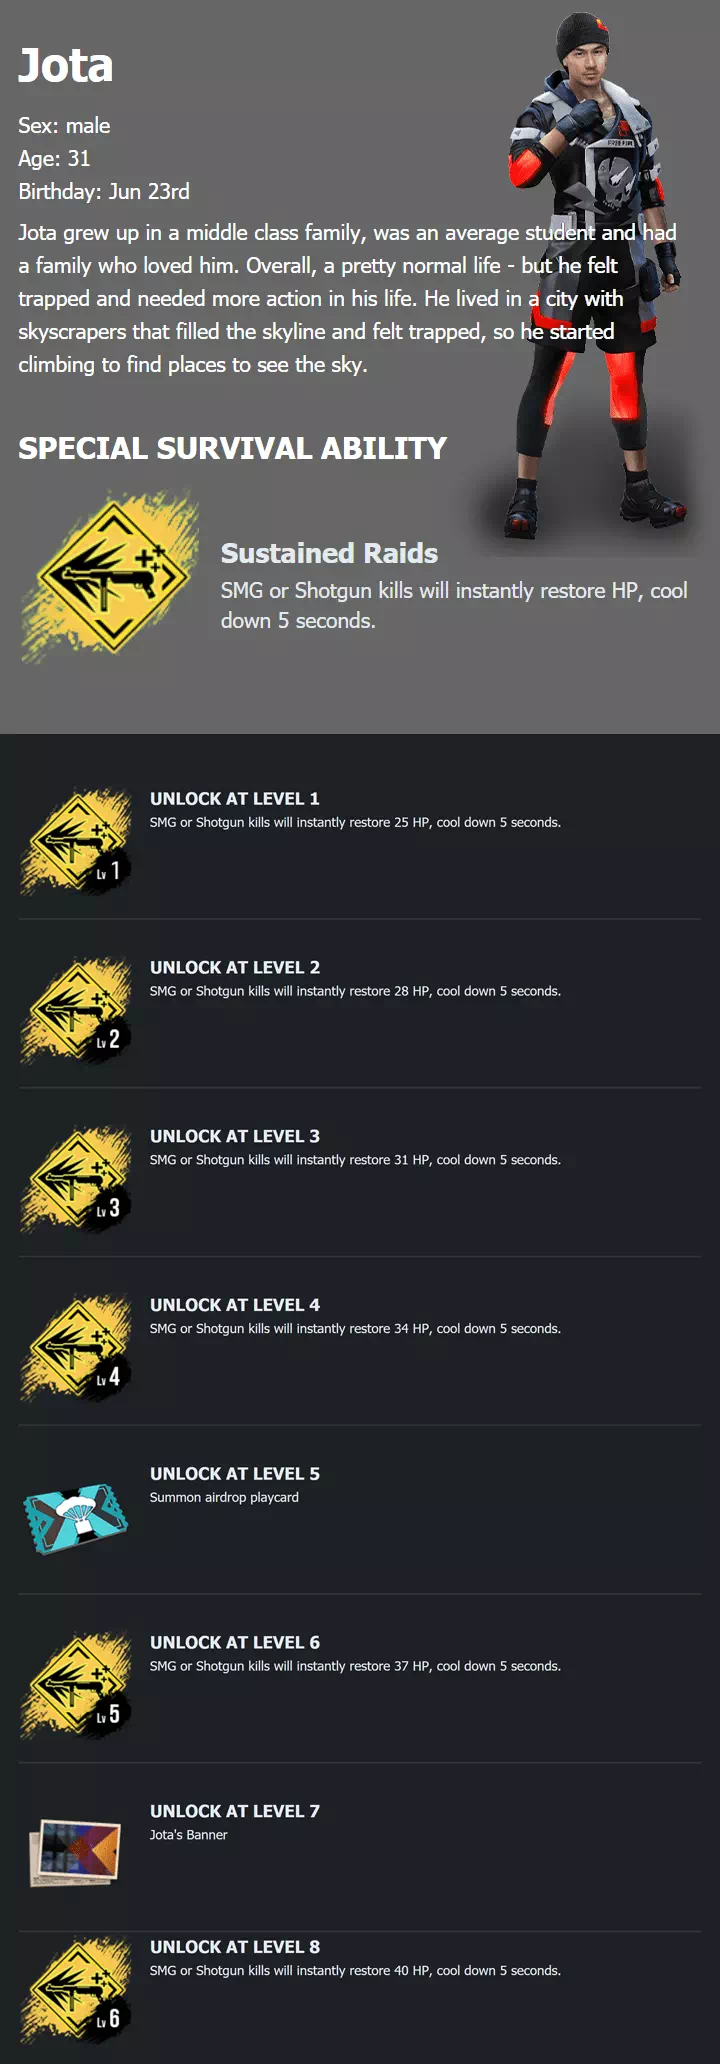 Jota
Sex: male
Age: 31
Birthday: Jun 23rd
Jota grew up in a middle class family, was an average student and had
a family who loved him. Overall, a pretty normal life - but he felt
trapped and needed more action in his life. He lived in a city with
skyscrapers that filled the skyline and felt trapped, so he started
climbing to find places to see the sky.
SPECIAL SURVIVAL ABILITY
Sustained Raids
SMG or Shotgun kills will instantly restore HP, cool
down 5 seconds.
UNLOCK AT LEVEL 1
SMG or Shotgun kills will instantly restore 25 HP, cool down 5 seconds.
Lv 1
UNLOCK AT LEVEL 2
SMG or Shotgun kills will instantly restore 28 HP, cool down 5 seconds.
Lv 2
UNLOCK AT LEVEL 3
SMG or Shotgun kills will instantly restore 31 HP, cool down 5 seconds.
Lv 3
UNLOCK AT LEVEL 4
SMG or Shotgun kills will instantly restore 34 HP, cool down 5 seconds.
Lv 4
UNLOCK AT LEVEL 5
Summon airdrop playcard
UNLOCK AT LEVEL 6
SMG or Shotgun kills will instantly restore 37 HP, cool down 5 seconds.
Lv 5
UNLOCK AT LEVEL 7
Jota's Banner
UNLOCK AT LEVEL 8
SMG or Shotgun kills will instantly restore 40 HP, cool down 5 seconds.
Lv 6